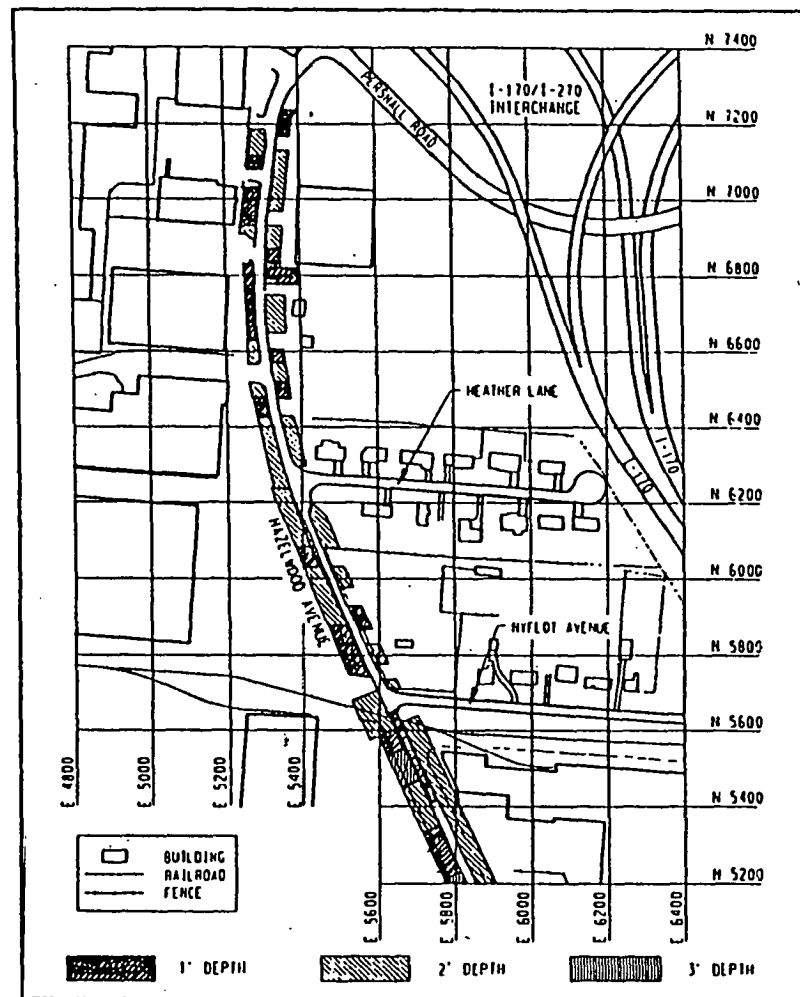 N 7400
PERSHALL ROAD
I-170/I-270
INTERCHANGE
N 7200
N 7000
N 6800
N 6600
HEATHER LANE
N 6400
I-170
I-170
N 6200
HAZELWOOD AVENUE
N 6000
NYFLOT AVENUE
N 5800
N 5600
E 4800
E 5000
E 5200
E 5400
N 5400
BUILDING
RAILROAD
FENCE
N 5200
E 5600
E 5800
E 6000
E 6200
E 6400
1' DEPTH
2' DEPTH
3' DEPTH